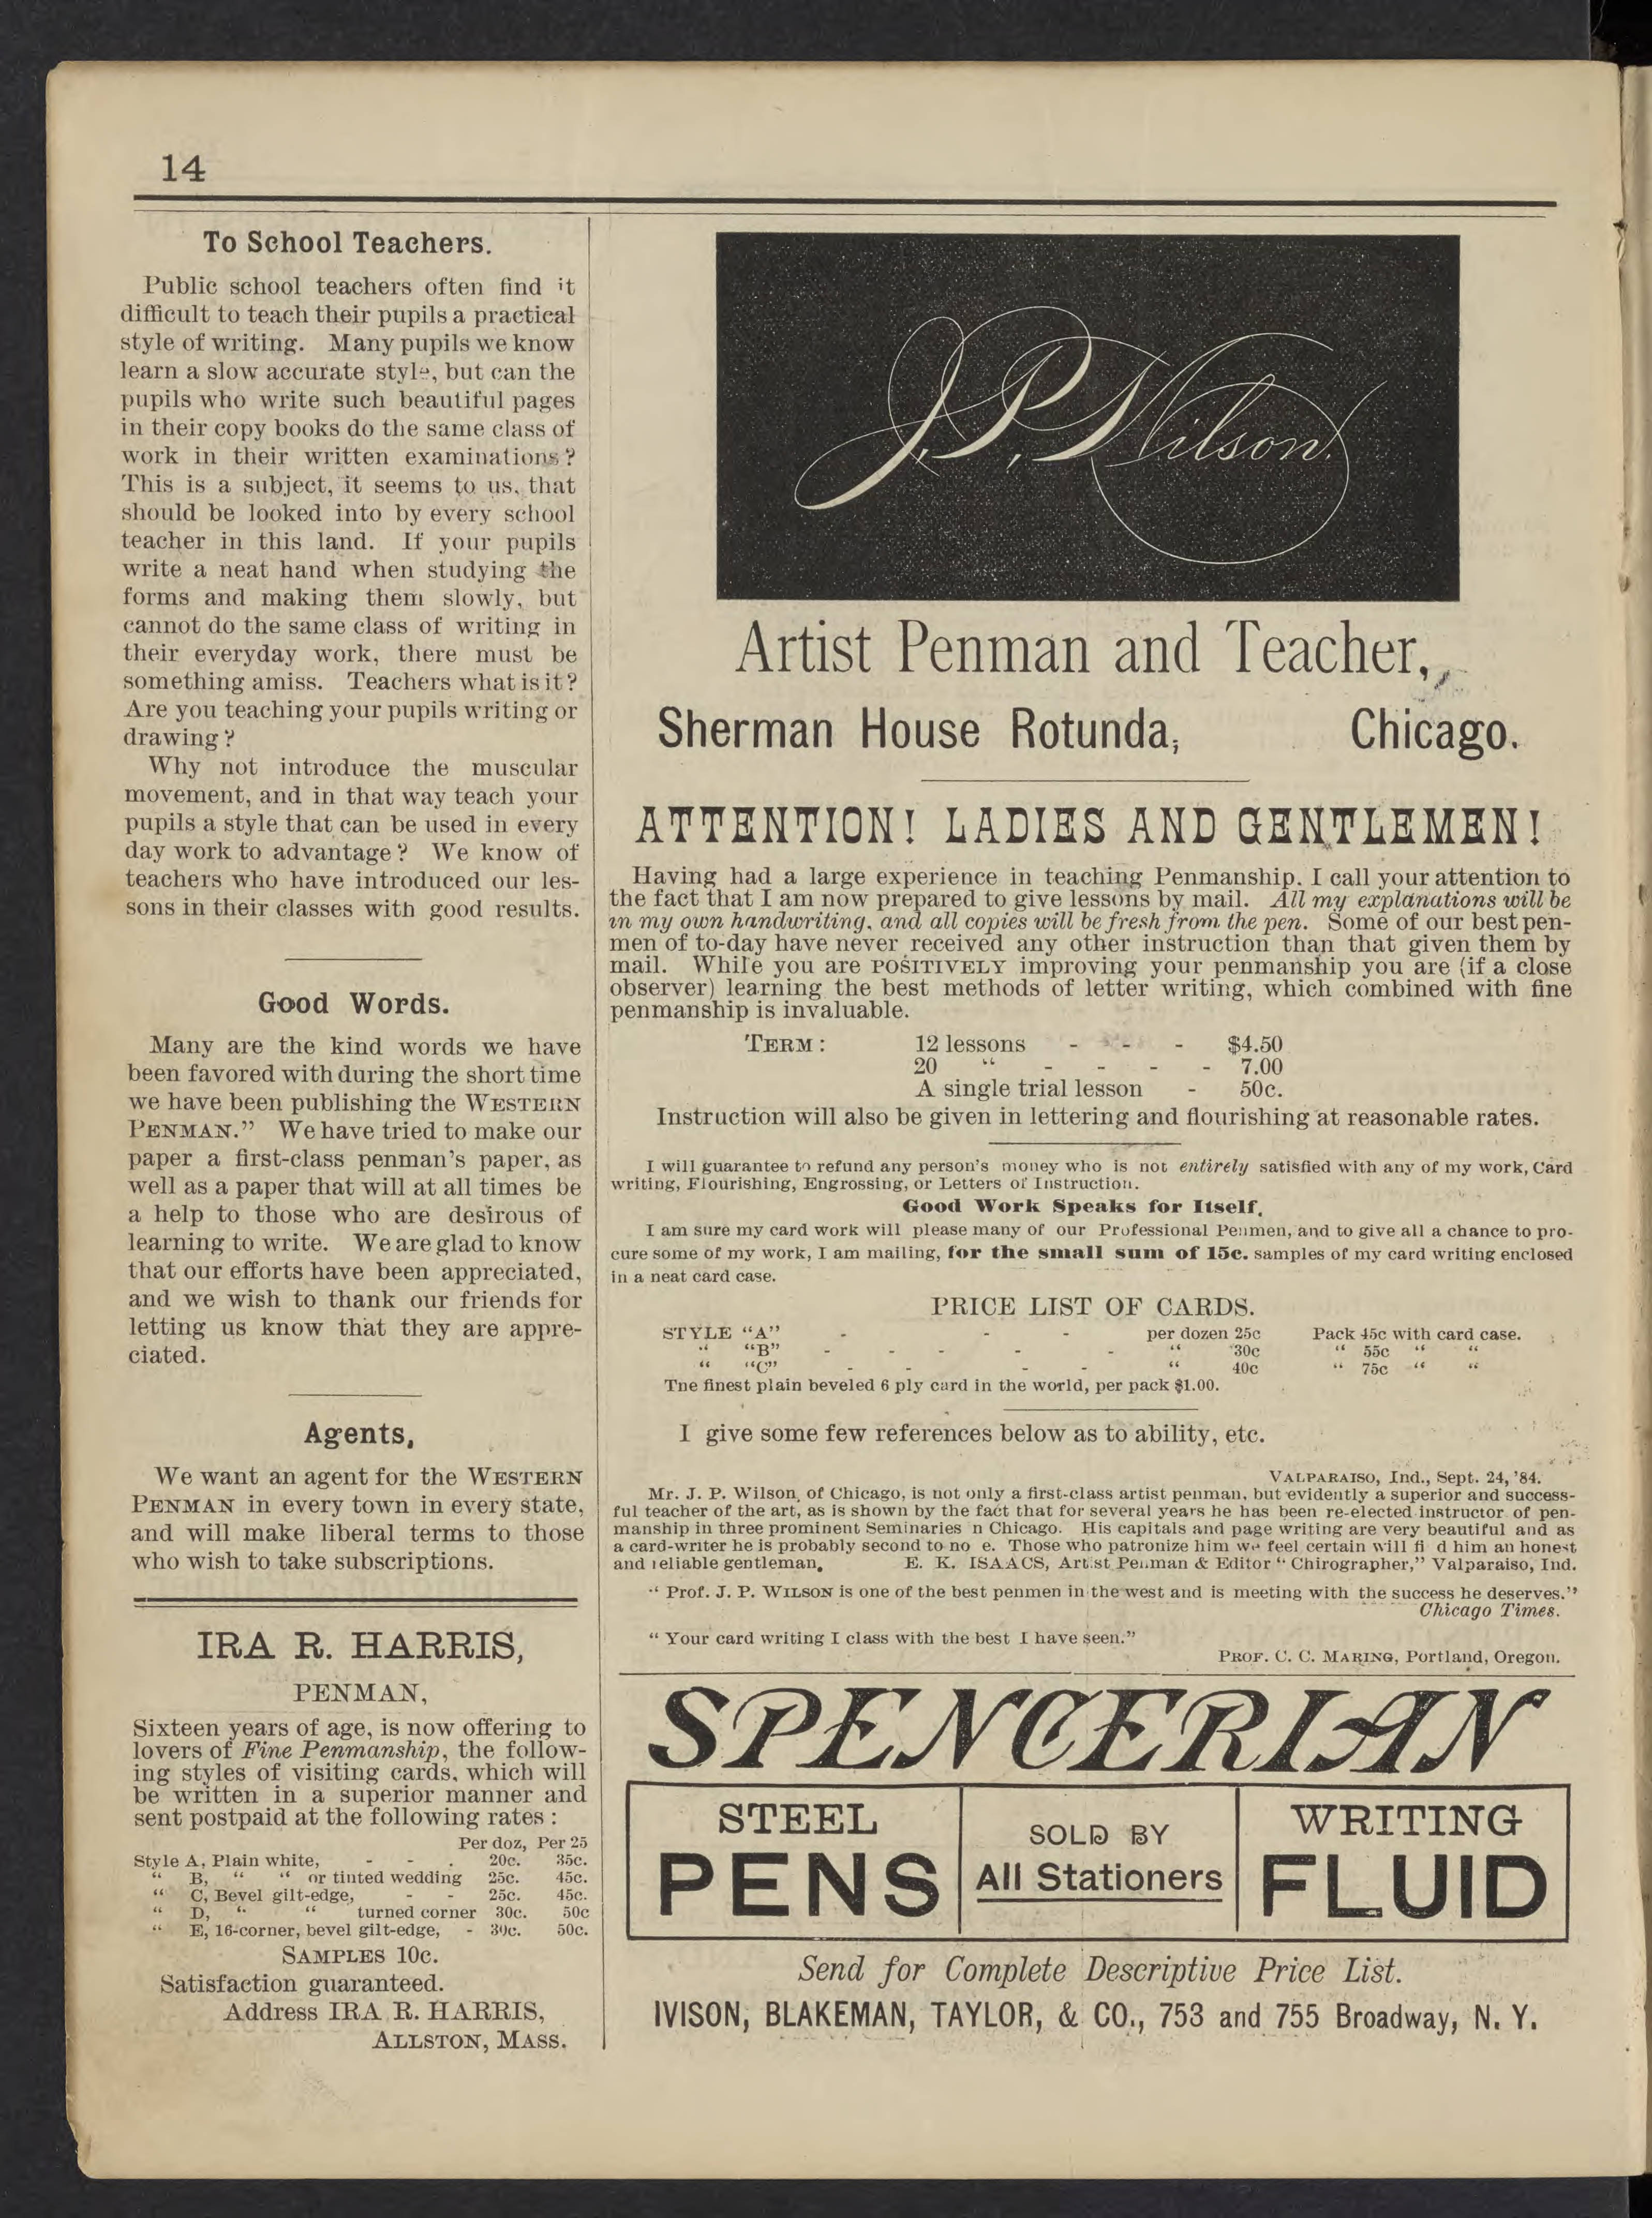 14
To School Teachers.
Public school teachers often find it
difficult to teach their pupils a practical
style of writing. Many pupils we know
learn a slow accurate style, but can the
pupils who write such beautiful pages
in their copy books do the same class of
work in their written examinations?
This is a subject, it seems to us, that
should be looked into by every school
teacher in this land. If your pupils
write a neat hand when studying the
forms and making them slowly, but
cannot do the same class of writing in
their everyday work, there must be
something amiss. Teachers what is it?
Are you teaching your pupils writing or
drawing?
Why not introduce the muscular
movement, and in that way teach your
pupils a style that can be used in every
day work to advantage? We know of
teachers who have introduced our les-
sons in their classes with good results.
Good Words.
Many are the kind words we have
been favored with during the short time
we have been publishing the WESTERN
PENMAN." We have tried to make our
paper a first-class penman's paper, as
well as a paper that will at all times be
a help to those who are desirous of
learning to write. We are glad to know
that our efforts have been appreciated,
and we wish to thank our friends for
letting us know that they are appre-
ciated.
Agents,
We want an agent for the WESTERN
PENMAN in every town in every state,
and will make liberal terms to those
who wish to take subscriptions.
IRA R. HARRIS,
PENMAN,
Sixteen years of age, is now offering to
lovers of Fine Penmanship, the follow-
ing styles of visiting cards, which will
be written in a superior manner and
sent postpaid at the following rates :
Per doz, Per 25
Style A, Plain white, - - . 20c. 35c.
“ B, “ “ or tinted wedding 25c. 45c.
“ C, Bevel gilt-edge, - - 25c. 45c.
“ D, “ “ turned corner 30c. 50c
“ E, 16-corner, bevel gilt-edge, - 30c. 50c.
SAMPLES 10c.
Satisfaction guaranteed.
Address IRA R. HARRIS,
ALLSTON, MASS.
J. P. Wilson.
Artist Penman and Teacher,
Sherman House Rotunda, Chicago.
ATTENTION! LADIES AND GENTLEMEN!
Having had a large experience in teaching Penmanship. I call your attention to
the fact that I am now prepared to give lessons by mail. All my explanations will be
in my own handwriting, and all copies will be fresh from the pen. Some of our best pen-
men of to-day have never received any other instruction than that given them by
mail. While you are POSITIVELY improving your penmanship you are (if a close
observer) learning the best methods of letter writing, which combined with fine
penmanship is invaluable.
TERM : 12 lessons - - - $4.50
20 “ - - - - 7.00
A single trial lesson - 50c.
Instruction will also be given in lettering and flourishing at reasonable rates.
I will guarantee to refund any person's money who is not entirely satisfied with any of my work, Card
writing, Flourishing, Engrossing, or Letters of Instruction.
Good Work Speaks for Itself.
I am sure my card work will please many of our Professional Penmen, and to give all a chance to pro-
cure some of my work, I am mailing, for the small sum of 15c. samples of my card writing enclosed
in a neat card case.
PRICE LIST OF CARDS.
STYLE “A” - - - per dozen 25c Pack 45c with card case.
“ “B” - - - - - “ 30c “ 55c “ “
“ “C” - - - - “ 40c “ 75c “ “
Tne finest plain beveled 6 ply card in the world, per pack $1.00.
I give some few references below as to ability, etc.
VALPARAISO, Ind., Sept. 24, '84.
Mr. J. P. Wilson, of Chicago, is not only a first-class artist penman, but evidently a superior and success-
ful teacher of the art, as is shown by the fact that for several years he has been re-elected instructor of pen-
manship in three prominent Seminaries n Chicago. His capitals and page writing are very beautiful and as
a card-writer he is probably second to no e. Those who patronize him we feel certain will fi d him an honest
and reliable gentleman, E. K. ISAACS, Artist Penman & Editor “ Chirographer,” Valparaiso, Ind.
“ Prof. J. P. WILSON is one of the best penmen in the west and is meeting with the success he deserves.”
Chicago Times.
“ Your card writing I class with the best I have seen.”
PROF. C. C. MARING, Portland, Oregon.
SPENCERIAN
STEEL
PENS
SOLD BY
All Stationers
WRITING
FLUID
Send for Complete Descriptive Price List.
IVISON, BLAKEMAN, TAYLOR, & CO., 753 and 755 Broadway, N. Y.